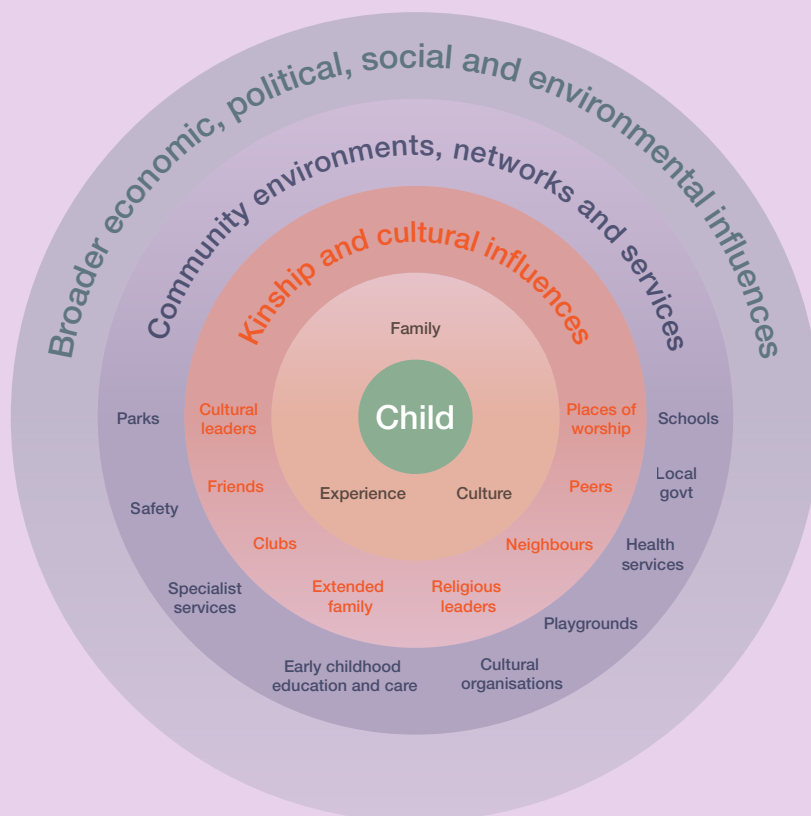 Broader economic, political, social and environmental influences
Community environments, networks and services
Kinship and cultural influences
Family
Child
Experience
Culture
Cultural
leaders
Friends
Clubs
Extended
family
Religious
leaders
Neighbours
Peers
Places of
worship
Parks
Safety
Specialist
services
Early childhood
education and care
Cultural
organisations
Playgrounds
Health
services
Local
govt
Schools